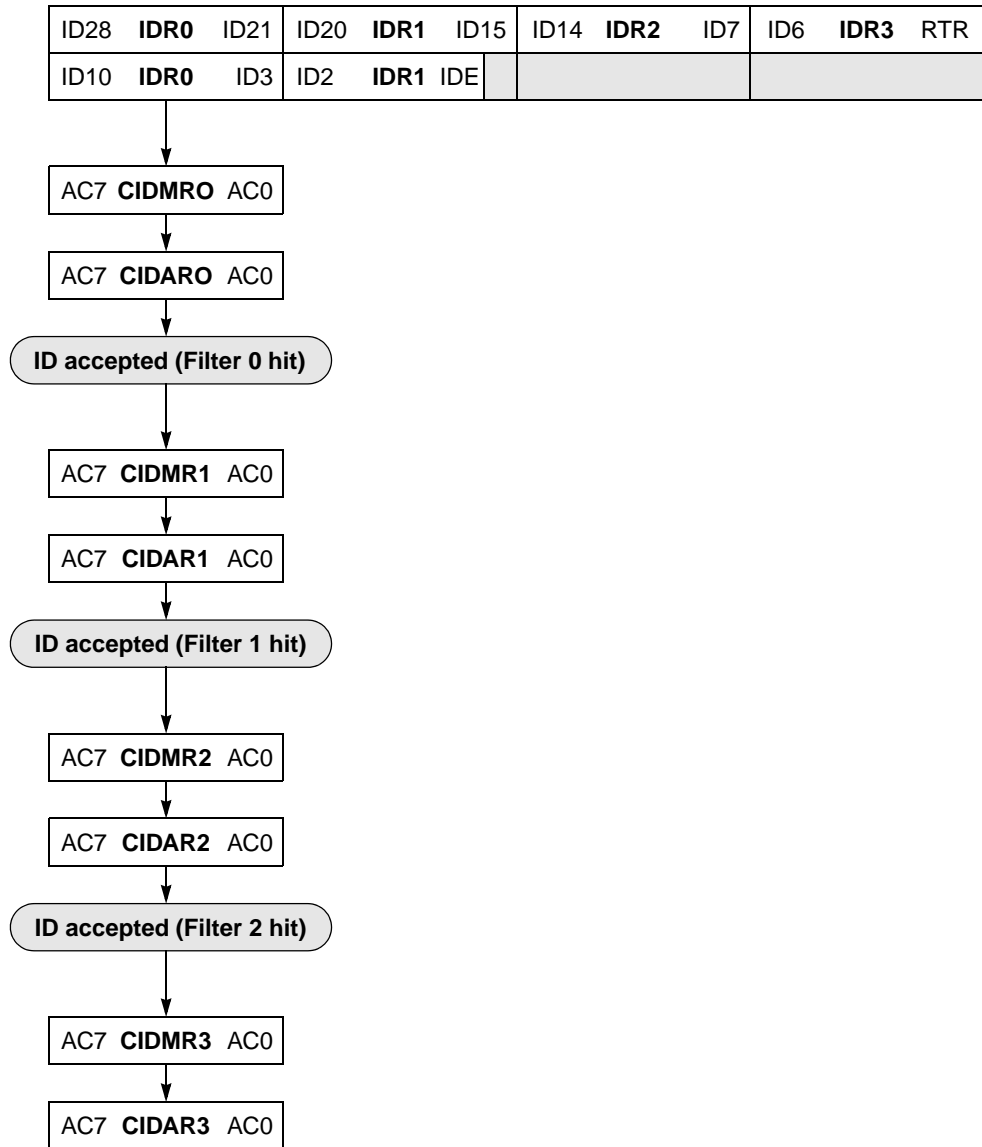 ID28 IDR0 ID21 ID20 IDR1 ID15 ID14 IDR2 ID7 ID6 IDR3 RTR
ID10 IDR0 ID3 ID2 IDR1 IDE
AC7 CIDMRO AC0
AC7 CIDARO AC0
ID accepted (Filter 0 hit)
AC7 CIDMR1 AC0
AC7 CIDAR1 AC0
ID accepted (Filter 1 hit)
AC7 CIDMR2 AC0
AC7 CIDAR2 AC0
ID accepted (Filter 2 hit)
AC7 CIDMR3 AC0
AC7 CIDAR3 AC0